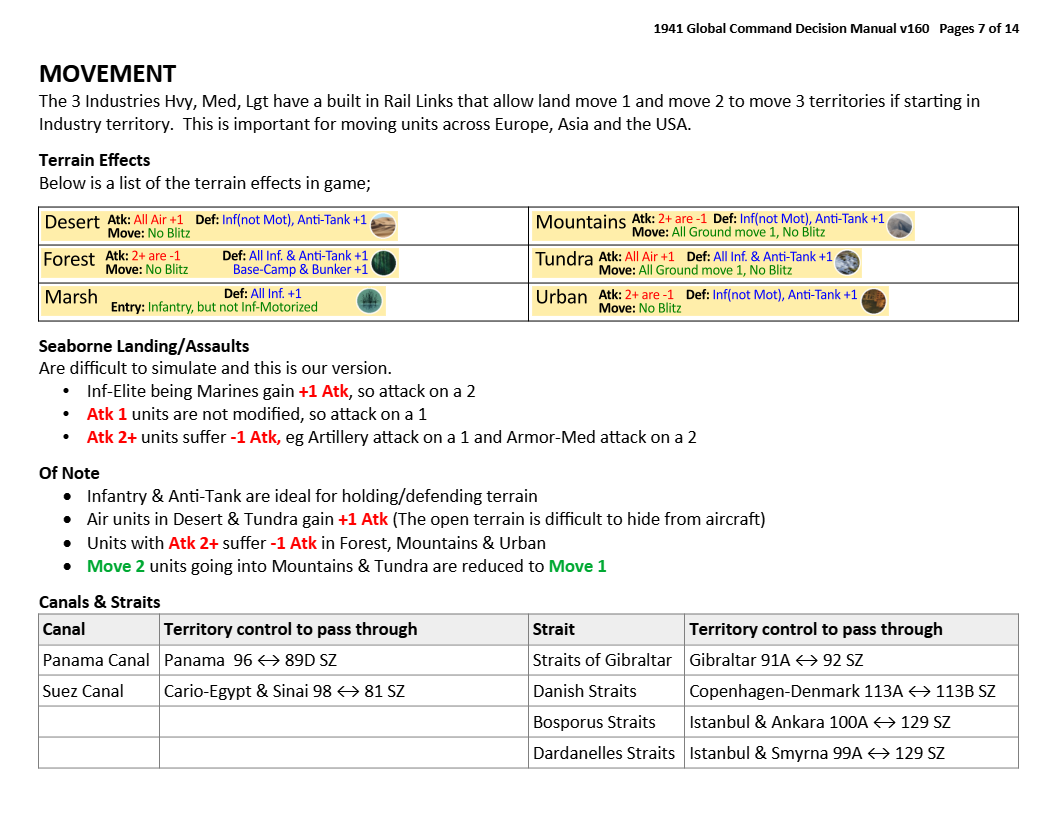 1941 Global Command Decision Manual v160 Pages 7 of 14
MOVEMENT
The 3 Industries Hvy, Med, Lgt have a built in Rail Links that allow land move 1 and move 2 to move 3 territories if starting in
Industry territory. This is important for moving units across Europe, Asia and the USA.
Terrain Effects
Below is a list of the terrain effects in game;
Desert Atk: All Air +1 Def: Inf(not Mot), Anti-Tank +1
Move: No Blitz
Mountains Atk: 2+ are -1 Def: Inf(not Mot), Anti-Tank +1
Move: All Ground move 1, No Blitz
Forest Atk: 2+ are -1 Def: All Inf. & Anti-Tank +1
Move: No Blitz Base-Camp & Bunker +1
Tundra Atk: All Air +1 Def: All Inf. & Anti-Tank +1
Move: All Ground move 1, No Blitz
Marsh Def: All Inf. +1
Entry: Infantry, but not Inf-Motorized
Urban Atk: 2+ are -1 Def: Inf(not Mot), Anti-Tank +1
Move: No Blitz
Seaborne Landing/Assaults
Are difficult to simulate and this is our version.
• Inf-Elite being Marines gain +1 Atk, so attack on a 2
• Atk 1 units are not modified, so attack on a 1
• Atk 2+ units suffer -1 Atk, eg Artillery attack on a 1 and Armor-Med attack on a 2
Of Note
• Infantry & Anti-Tank are ideal for holding/defending terrain
• Air units in Desert & Tundra gain +1 Atk (The open terrain is difficult to hide from aircraft)
• Units with Atk 2+ suffer -1 Atk in Forest, Mountains & Urban
• Move 2 units going into Mountains & Tundra are reduced to Move 1
Canals & Straits
Canal Territory control to pass through Strait Territory control to pass through
Panama Canal Panama 96 ↔ 89D SZ Straits of Gibraltar Gibraltar 91A ↔ 92 SZ
Suez Canal Cario-Egypt & Sinai 98 ↔ 81 SZ Danish Straits Copenhagen-Denmark 113A ↔ 113B SZ
Bosporus Straits Istanbul & Ankara 100A ↔ 129 SZ
Dardanelles Straits Istanbul & Smyrna 99A ↔ 129 SZ